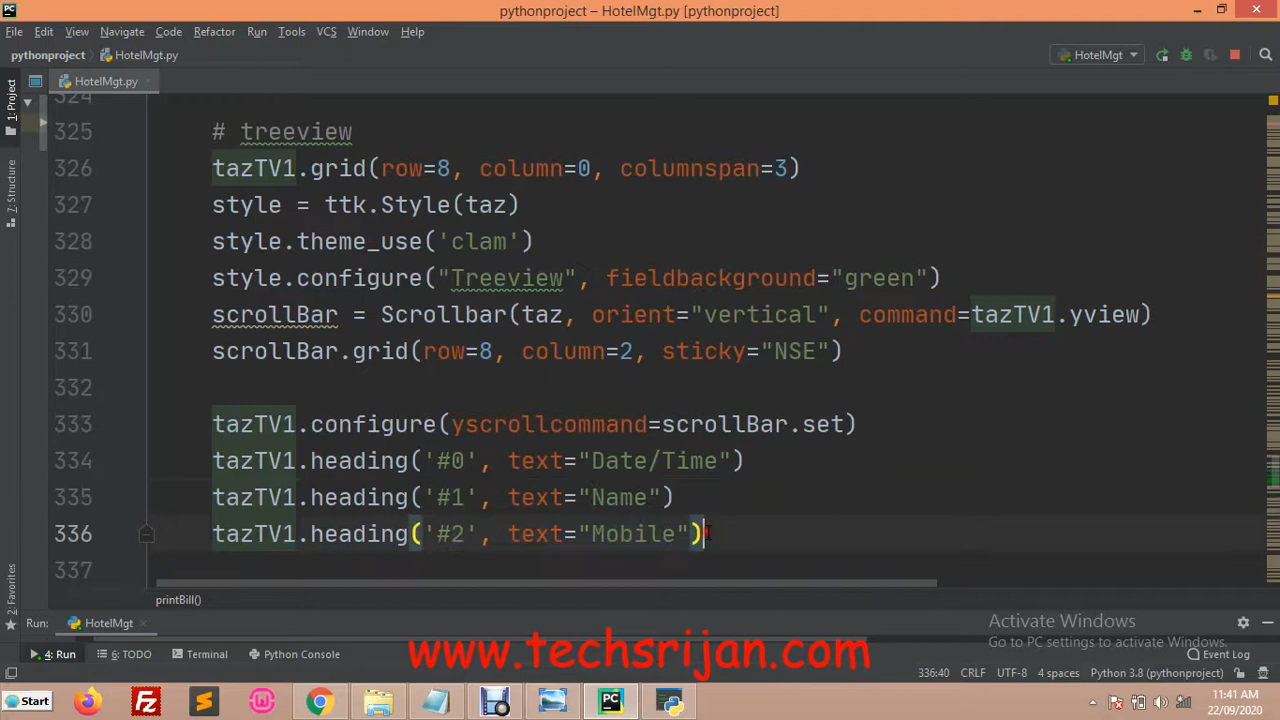 pythonproject – HotelMgt.py [pythonproject]
File Edit View Navigate Code Refactor Run Tools VCS Window Help
pythonproject HotelMgt.py HotelMgt
1: Project
HotelMgt.py
324
325 # treeview
326 tazTV1.grid(row=8, column=0, columnspan=3)
327 style = ttk.Style(taz)
328 style.theme_use('clam')
329 style.configure("Treeview", fieldbackground="green")
330 scrollBar = Scrollbar(taz, orient="vertical", command=tazTV1.yview)
331 scrollBar.grid(row=8, column=2, sticky="NSE")
332
333 tazTV1.configure(yscrollcommand=scrollBar.set)
334 tazTV1.heading('#0', text="Date/Time")
335 tazTV1.heading('#1', text="Name")
336 tazTV1.heading('#2', text="Mobile")
337
7: Structure
2: Favorites
printBill()
Run: HotelMgt
Activate Windows
Go to PC settings to activate Windows.
www.techsrijan.com
4: Run 6: TODO Terminal Python Console Event Log
336:40 CRLF UTF-8 4 spaces Python 3.8 (pythonproject)
Start
11:41 AM
22/09/2020